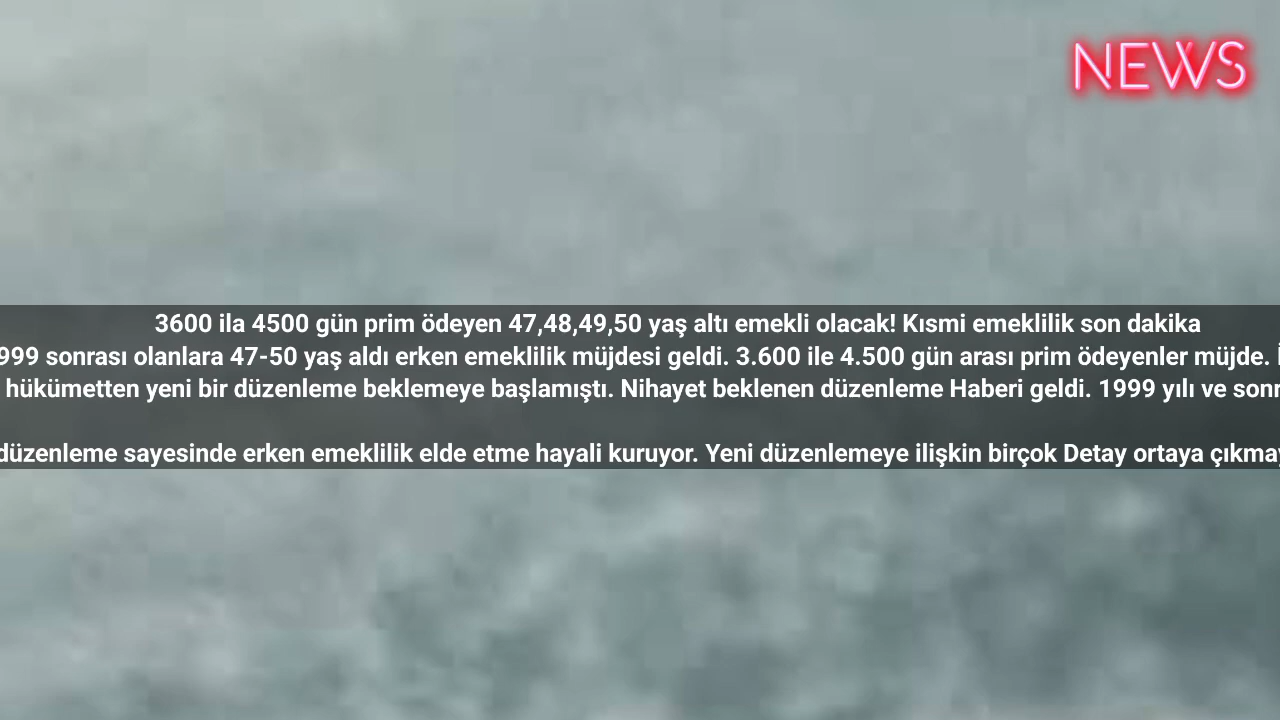 NEWS
3600 ila 4500 gün prim ödeyen 47,48,49,50 yaş altı emekli olacak! Kısmi emeklilik son dakika
999 sonrası olanlara 47-50 yaş aldı erken emeklilik müjdesi geldi. 3.600 ile 4.500 gün arası prim ödeyenler müjde.
hükümetten yeni bir düzenleme beklemeye başlamıştı. Nihayet beklenen düzenleme Haberi geldi. 1999 yılı ve
düzenleme sayesinde erken emeklilik elde etme hayali kuruyor. Yeni düzenlemeye ilişkin birçok Detay ortaya